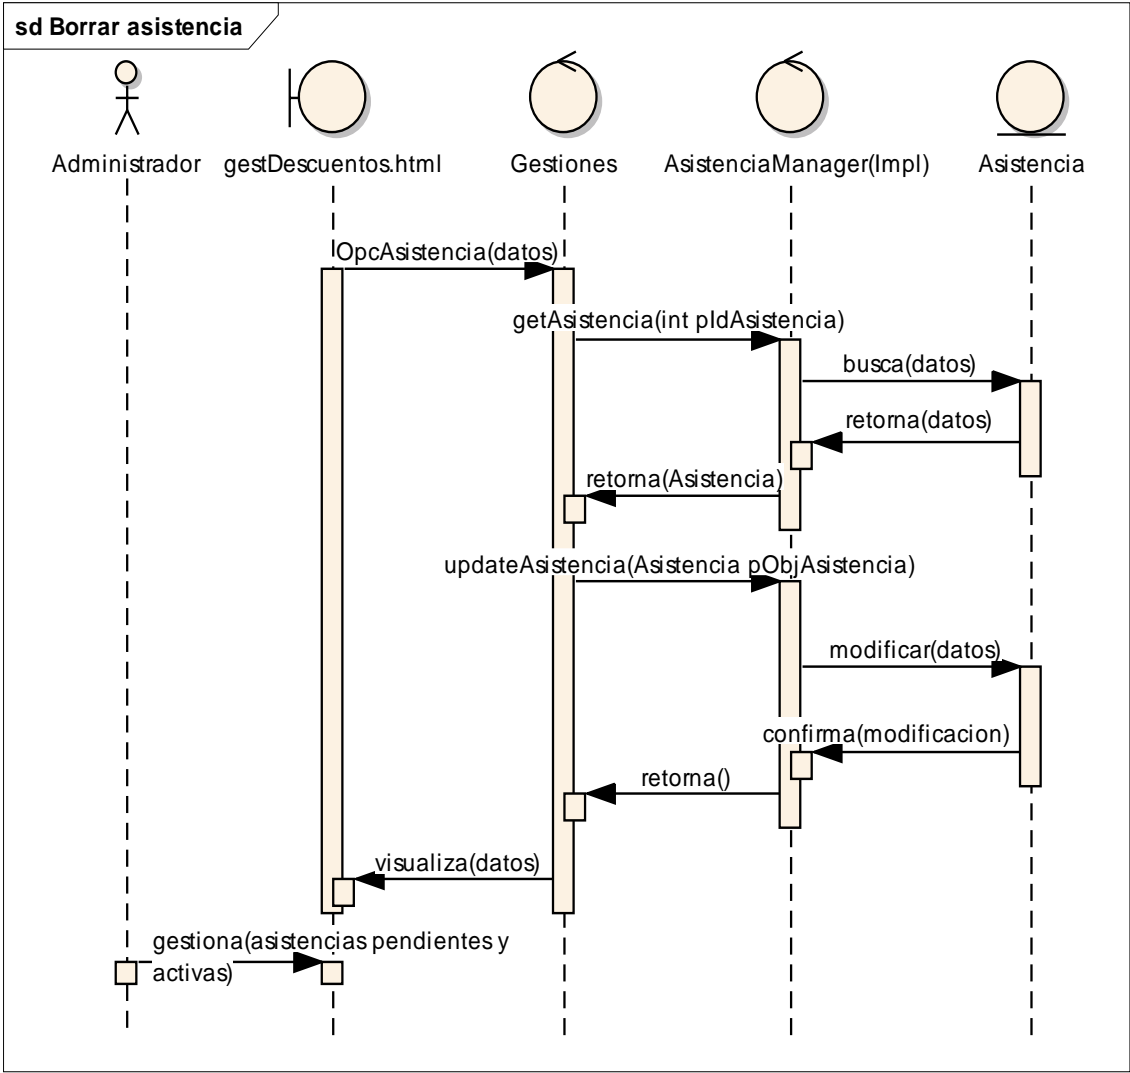 sd Borrar asistencia
Administrador
gestDescuentos.html
Gestiones
AsistenciaManager(Impl)
Asistencia
OpcAsistencia(datos)
getAsistencia(int pIdAsistencia)
busca(datos)
retorna(datos)
retorna(Asistencia)
updateAsistencia(Asistencia pObjAsistencia)
modificar(datos)
confirma(modificacion)
retorna()
visualiza(datos)
gestiona(asistencias pendientes y
activas)